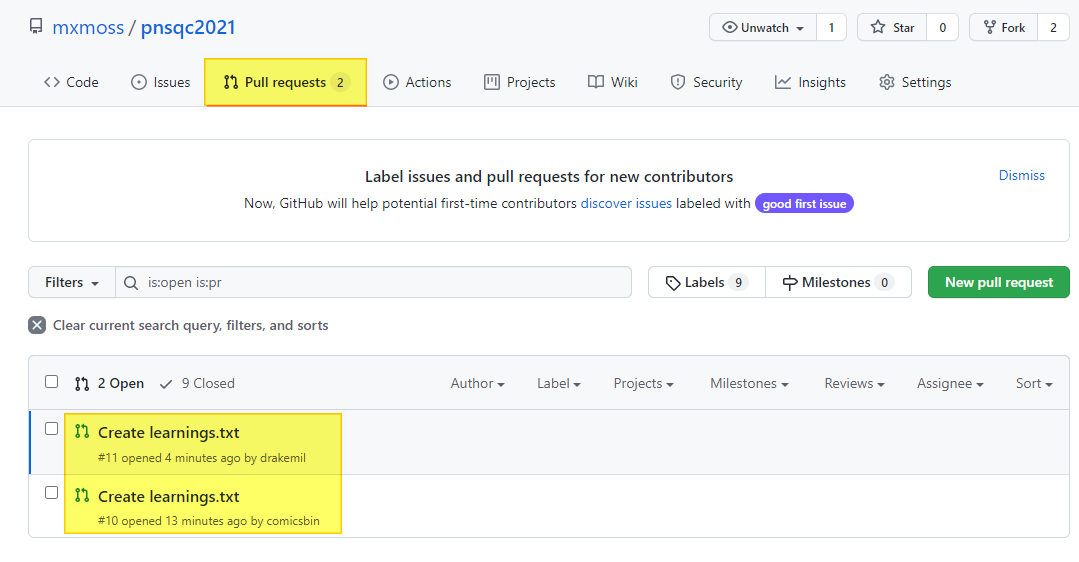 mxmoss / pnsqc2021
Unwatch 1 Star 0 Fork 2
Code Issues Pull requests 2 Actions Projects Wiki Security Insights Settings
Label issues and pull requests for new contributors
Dismiss
Now, GitHub will help potential first-time contributors discover issues labeled with good first issue
Filters is:open is:pr Labels 9 Milestones 0 New pull request
Clear current search query, filters, and sorts
2 Open 9 Closed Author Label Projects Milestones Reviews Assignee Sort
Create learnings.txt
#11 opened 4 minutes ago by drakemil
Create learnings.txt
#10 opened 13 minutes ago by comicsbin